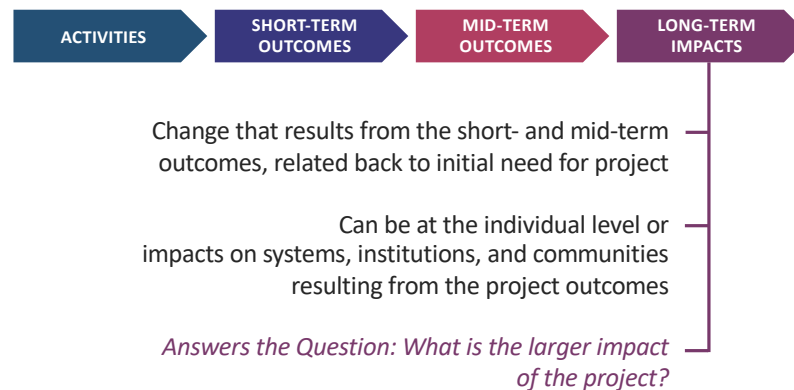 ACTIVITIES
SHORT-TERM
OUTCOMES
MID-TERM
OUTCOMES
LONG-TERM
IMPACTS
Change that results from the short- and mid-term
outcomes, related back to initial need for project
Can be at the individual level or
impacts on systems, institutions, and communities
resulting from the project outcomes
Answers the Question: What is the larger impact
of the project?